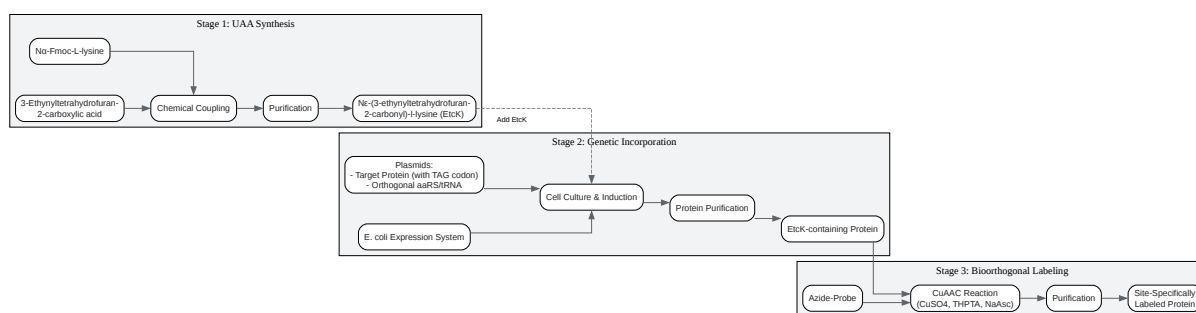 Stage 1: UAA Synthesis
Nα-Fmoc-L-lysine
3-Ethynyltetrahydrofuran-
2-carboxylic acid
Chemical Coupling
Purification
Nε-(3-ethynyltetrahydrofuran-
2-carbonyl)-l-lysine (EtcK)
Add EtcK
Stage 2: Genetic Incorporation
Plasmids:
- Target Protein (with TAG codon)
- Orthogonal aaRS/tRNA
Cell Culture & Induction
Protein Purification
E. coli Expression System
EtcK-containing Protein
Stage 3: Bioorthogonal Labeling
Azide-Probe
CuAAC Reaction
(CuSO4, THPTA, NaAsc)
Purification
Site-Specifically
Labeled Protein